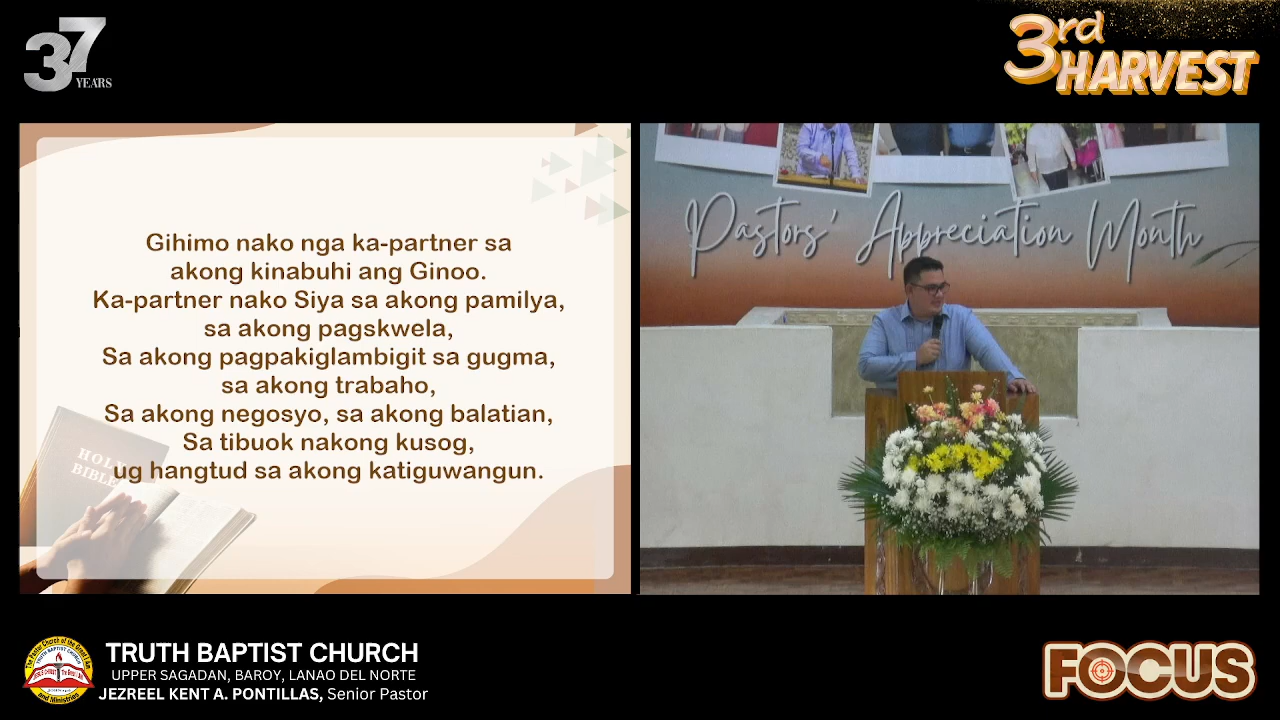 37
YEARS
3rd
HARVEST
Gihimo nako nga ka-partner sa
akong kinabuhi ang Ginoo.
Ka-partner nako Siya sa akong pamilya,
sa akong pagskwela,
Sa akong pagpakiglambigit sa gugma,
sa akong trabaho,
Sa akong negosyo, sa akong balatian,
Sa tibuok nakong kusog,
ug hangtud sa akong katiguwangun.
HOLY
BIBLE
Pastors' Appreciation Month
TRUTH BAPTIST CHURCH
UPPER SAGADAN, BAROY, LANAO DEL NORTE
JEZREEL KENT A. PONTILLAS, Senior Pastor
FOCUS